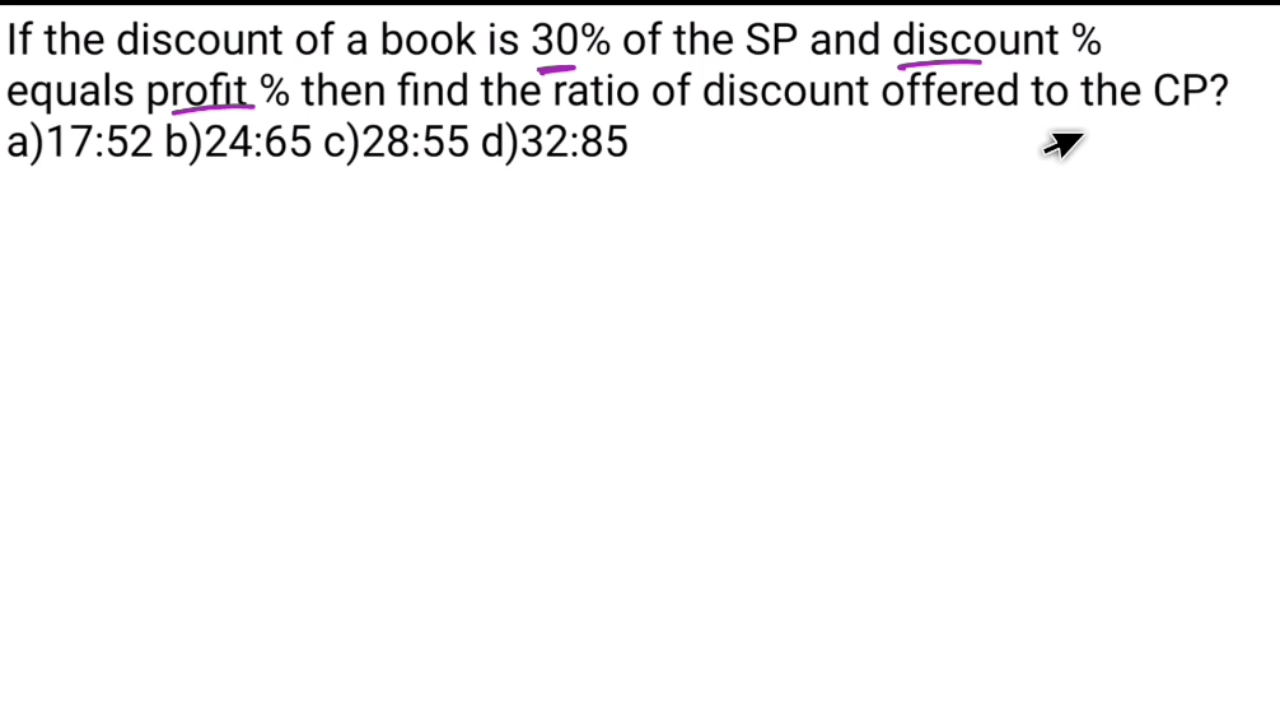 If the discount of a book is 30% of the SP and discount %
equals profit % then find the ratio of discount offered to the CP?
a)17:52 b)24:65 c)28:55 d)32:85